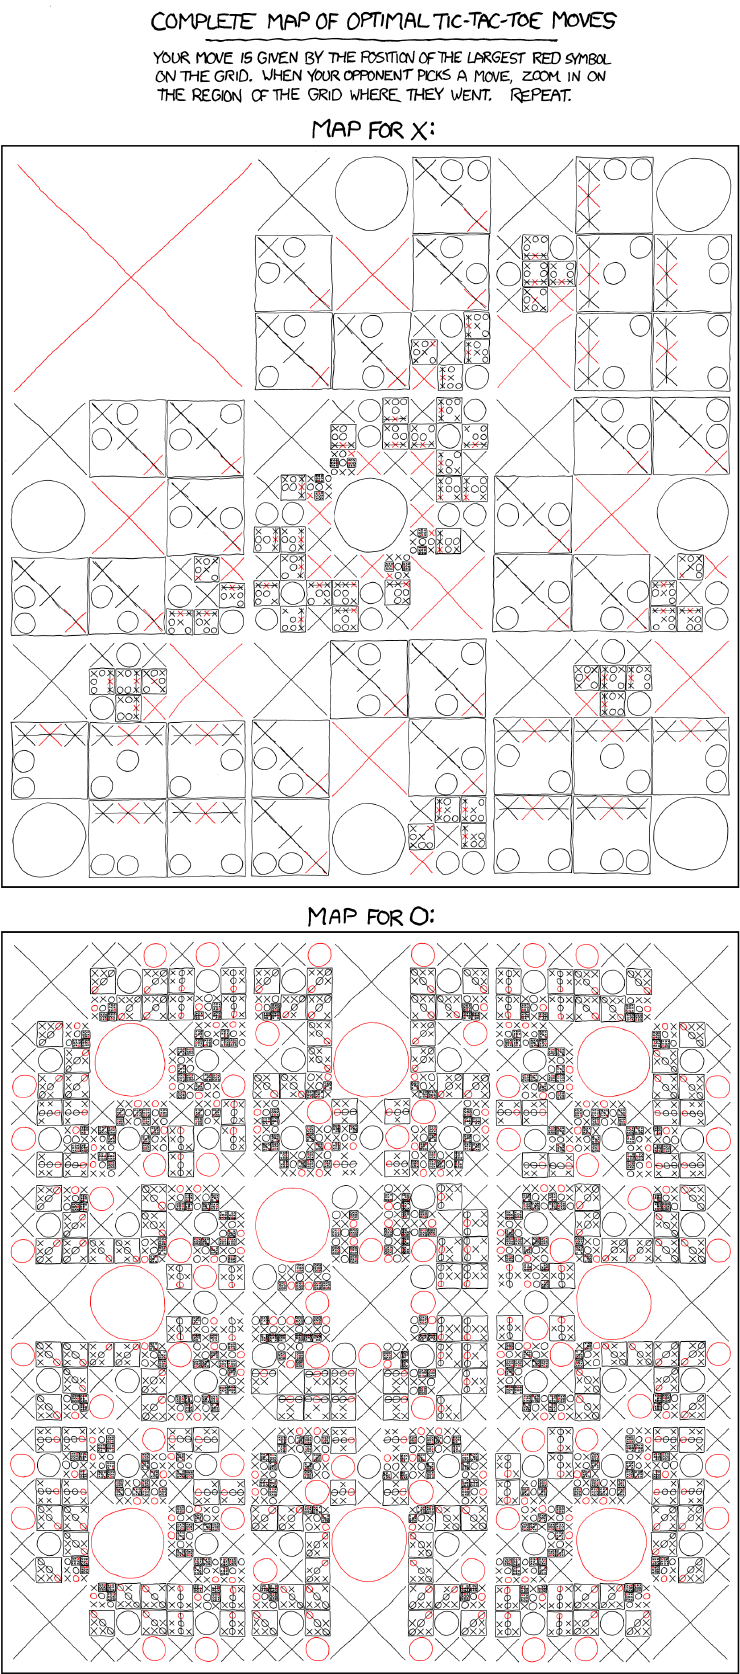 COMPLETE MAP OF OPTIMAL TIC-TAC-TOE MOVES
YOUR MOVE IS GIVEN BY THE POSITION OF THE LARGEST RED SYMBOL
ON THE GRID. WHEN YOUR OPPONENT PICKS A MOVE, ZOOM IN ON
THE REGION OF THE GRID WHERE THEY WENT. REPEAT.
MAP FOR X:
MAP FOR O: